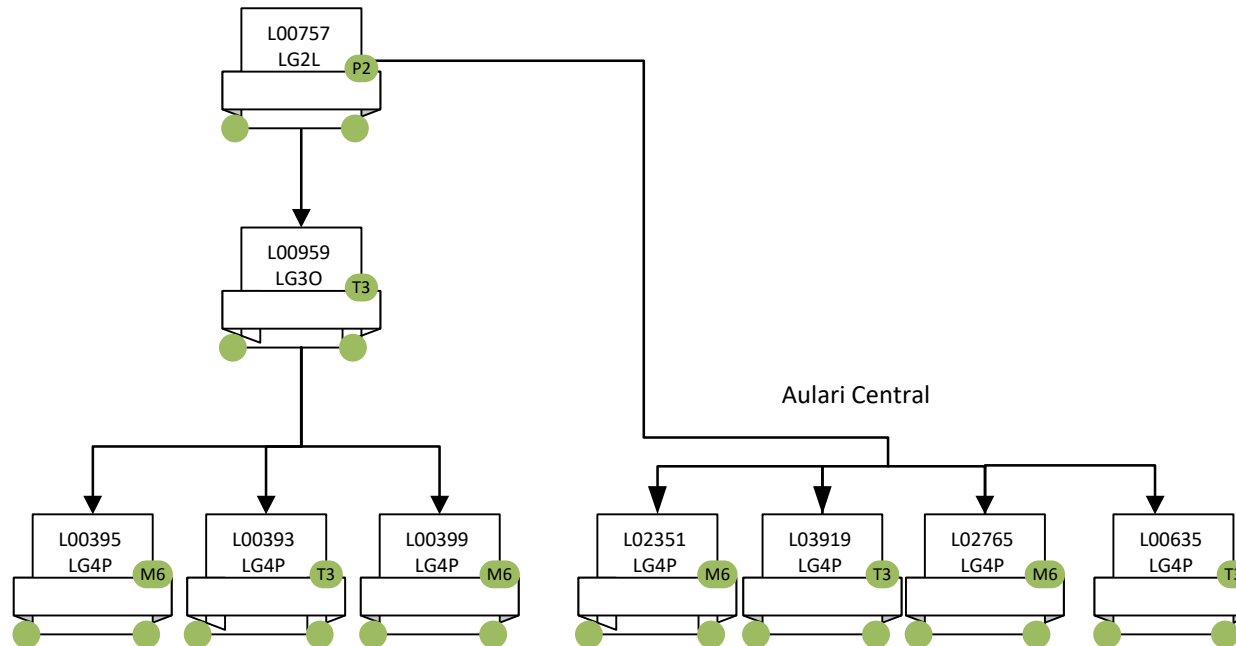 L00757
LG2L
P2
L00959
LG3O
T3
Aulari Central
L00395
LG4P
M6
L00393
LG4P
T3
L00399
LG4P
M6
L02351
LG4P
M6
L03919
LG4P
T3
L02765
LG4P
M6
L00635
LG4P
T3